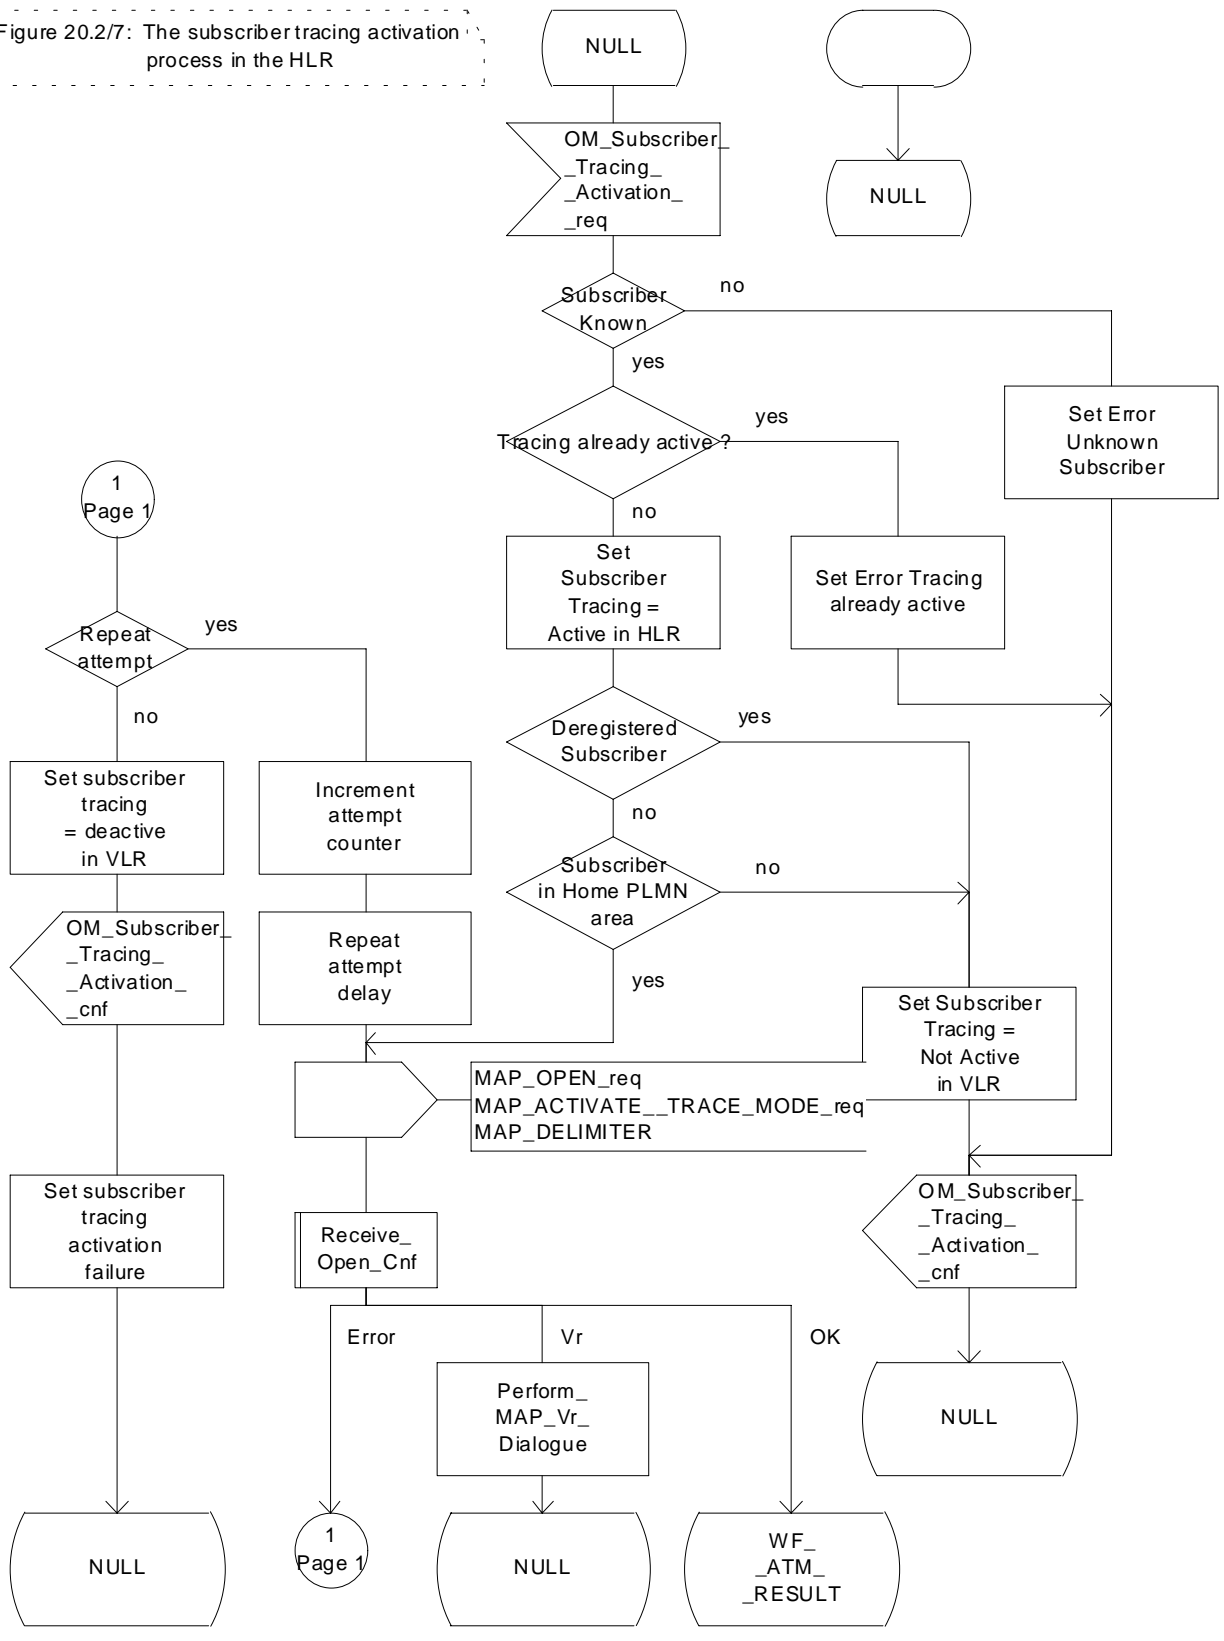 Figure 20.2/7: The subscriber tracing activation
process in the HLR
NULL
OM_Subscriber_
_Tracing_
_Activation_
_req
NULL
Subscriber
Known
no
yes
Tracing already active ?
yes
no
Set Error
Unknown
Subscriber
1
Page 1
Set
Subscriber
Tracing =
Active in HLR
Set Error Tracing
already active
Repeat
attempt
yes
no
Deregistered
Subscriber
yes
no
Set subscriber
tracing
= deactive
in VLR
Increment
attempt
counter
Subscriber
in Home PLMN
area
no
yes
OM_Subscriber_
_Tracing_
_Activation_
_cnf
Repeat
attempt
delay
Set Subscriber
Tracing =
Not Active
in VLR
MAP_OPEN_req
MAP_ACTIVATE__TRACE_MODE_req
MAP_DELIMITER
Set subscriber
tracing
activation
failure
Receive_
Open_Cnf
OM_Subscriber_
_Tracing_
_Activation_
_cnf
Error
Vr
OK
Perform_
MAP_Vr_
Dialogue
NULL
NULL
1
Page 1
NULL
WF_
_ATM_
_RESULT